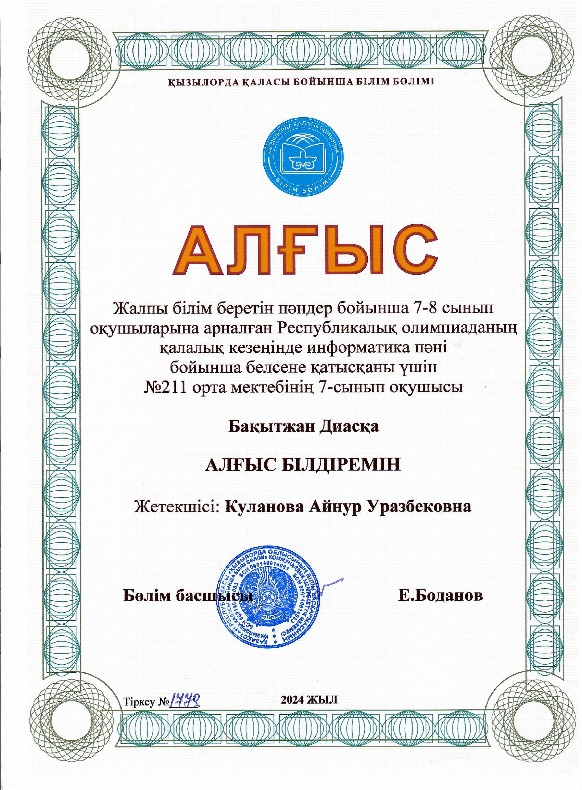 ҚЫЗЫЛОРДА ҚАЛАСЫ БОЙЫНША БІЛІМ БӨЛІМІ
БІЛІМ БӨЛІМІ
АЛҒЫС
Жалпы білім беретін пәндер бойынша 7-8 сынып
оқушыларына арналған Республикалық олимпиаданың
қалалық кезеңінде информатика пәні
бойынша белсене қатысқаны үшін
№211 орта мектебінің 7-сынып оқушысы
Бақытжан Диасқа
АЛҒЫС БІЛДІРЕМІН
Жетекшісі: Куланова Айнур Уразбековна
Бөлім басшысы
Е.Боданов
Тіркеу №1778
2024 ЖЫЛ